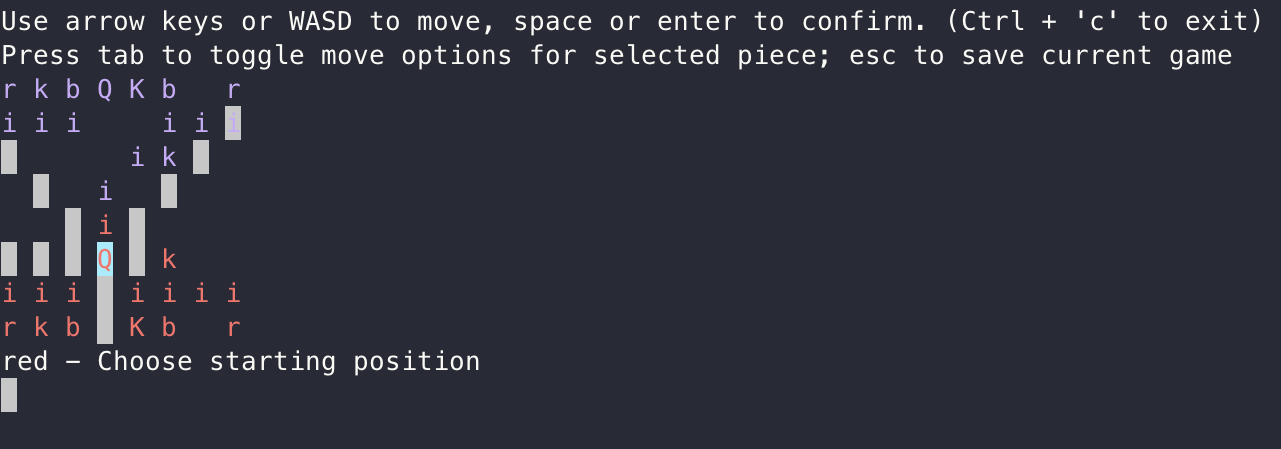 Use arrow keys or WASD to move, space or enter to confirm. (Ctrl + 'c' to exit)
Press tab to toggle move options for selected piece; esc to save current game
r k b Q K b   r
i i i     i i i
        i k
      i
      i
      Q   k
i i i   i i i i
r k b   K b   r
red – Choose starting position